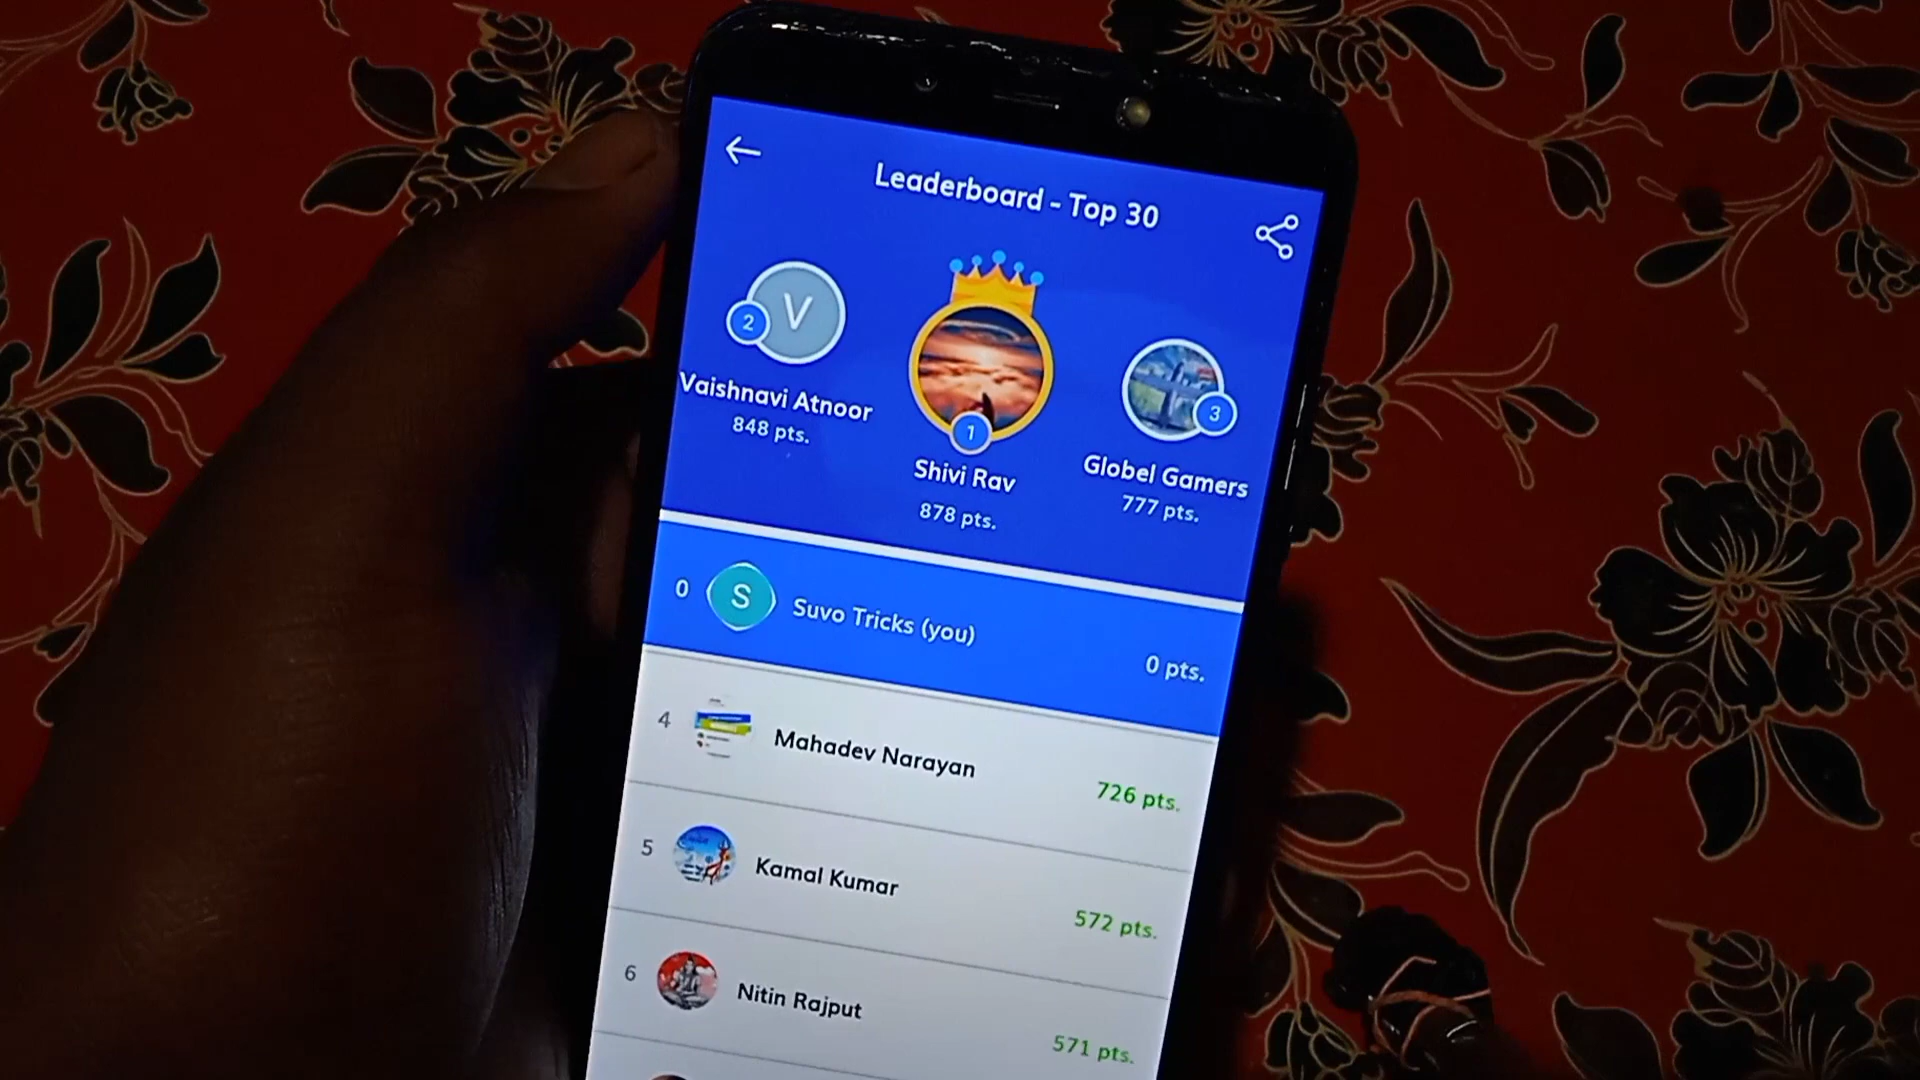 Leaderboard - Top 30
V
2
Vaishnavi Atnoor
848 pts.
1
Shivi Rav
878 pts.
3
Globel Gamers
777 pts.
0 S Suvo Tricks (you) 0 pts.
4 Mahadev Narayan 726 pts.
5 Kamal Kumar 572 pts.
6 Nitin Rajput 571 pts.